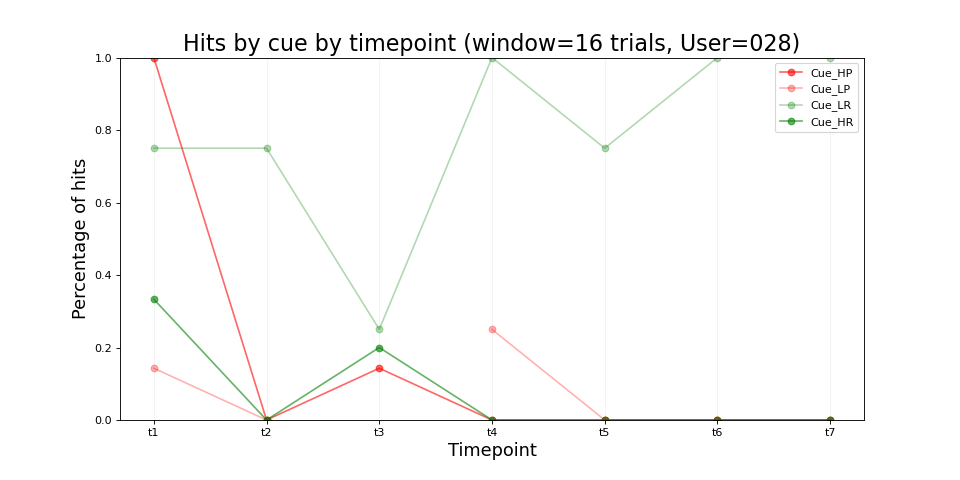 Hits by cue by timepoint (window=16 trials, User=028)
Percentage of hits
1.0
0.8
0.6
0.4
0.2
0.0
Cue_HP
Cue_LP
Cue_LR
Cue_HR
t1 t2 t3 t4 t5 t6 t7
Timepoint